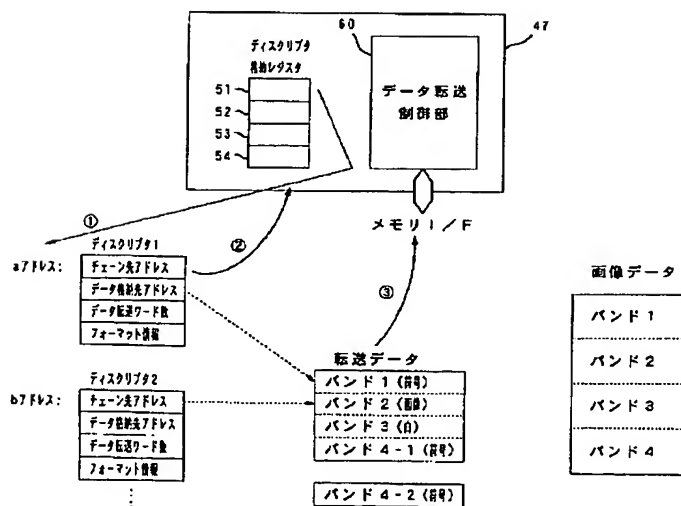 60
47
ディスクリプタ
格納レジスタ
51
52
53
54
データ転送
制御部
①
②
メモリI/F
③
ディスクリプタ1
aアドレス:
チェーン先アドレス
データ格納先アドレス
データ転送ワード数
フォーマット情報
画像データ
バンド1
バンド2
バンド3
バンド4
転送データ
バンド1(符号)
バンド2(画像)
バンド3(白)
バンド4-1(符号)
バンド4-2(符号)
ディスクリプタ2
bアドレス:
チェーン先アドレス
データ格納先アドレス
データ転送ワード数
フォーマット情報